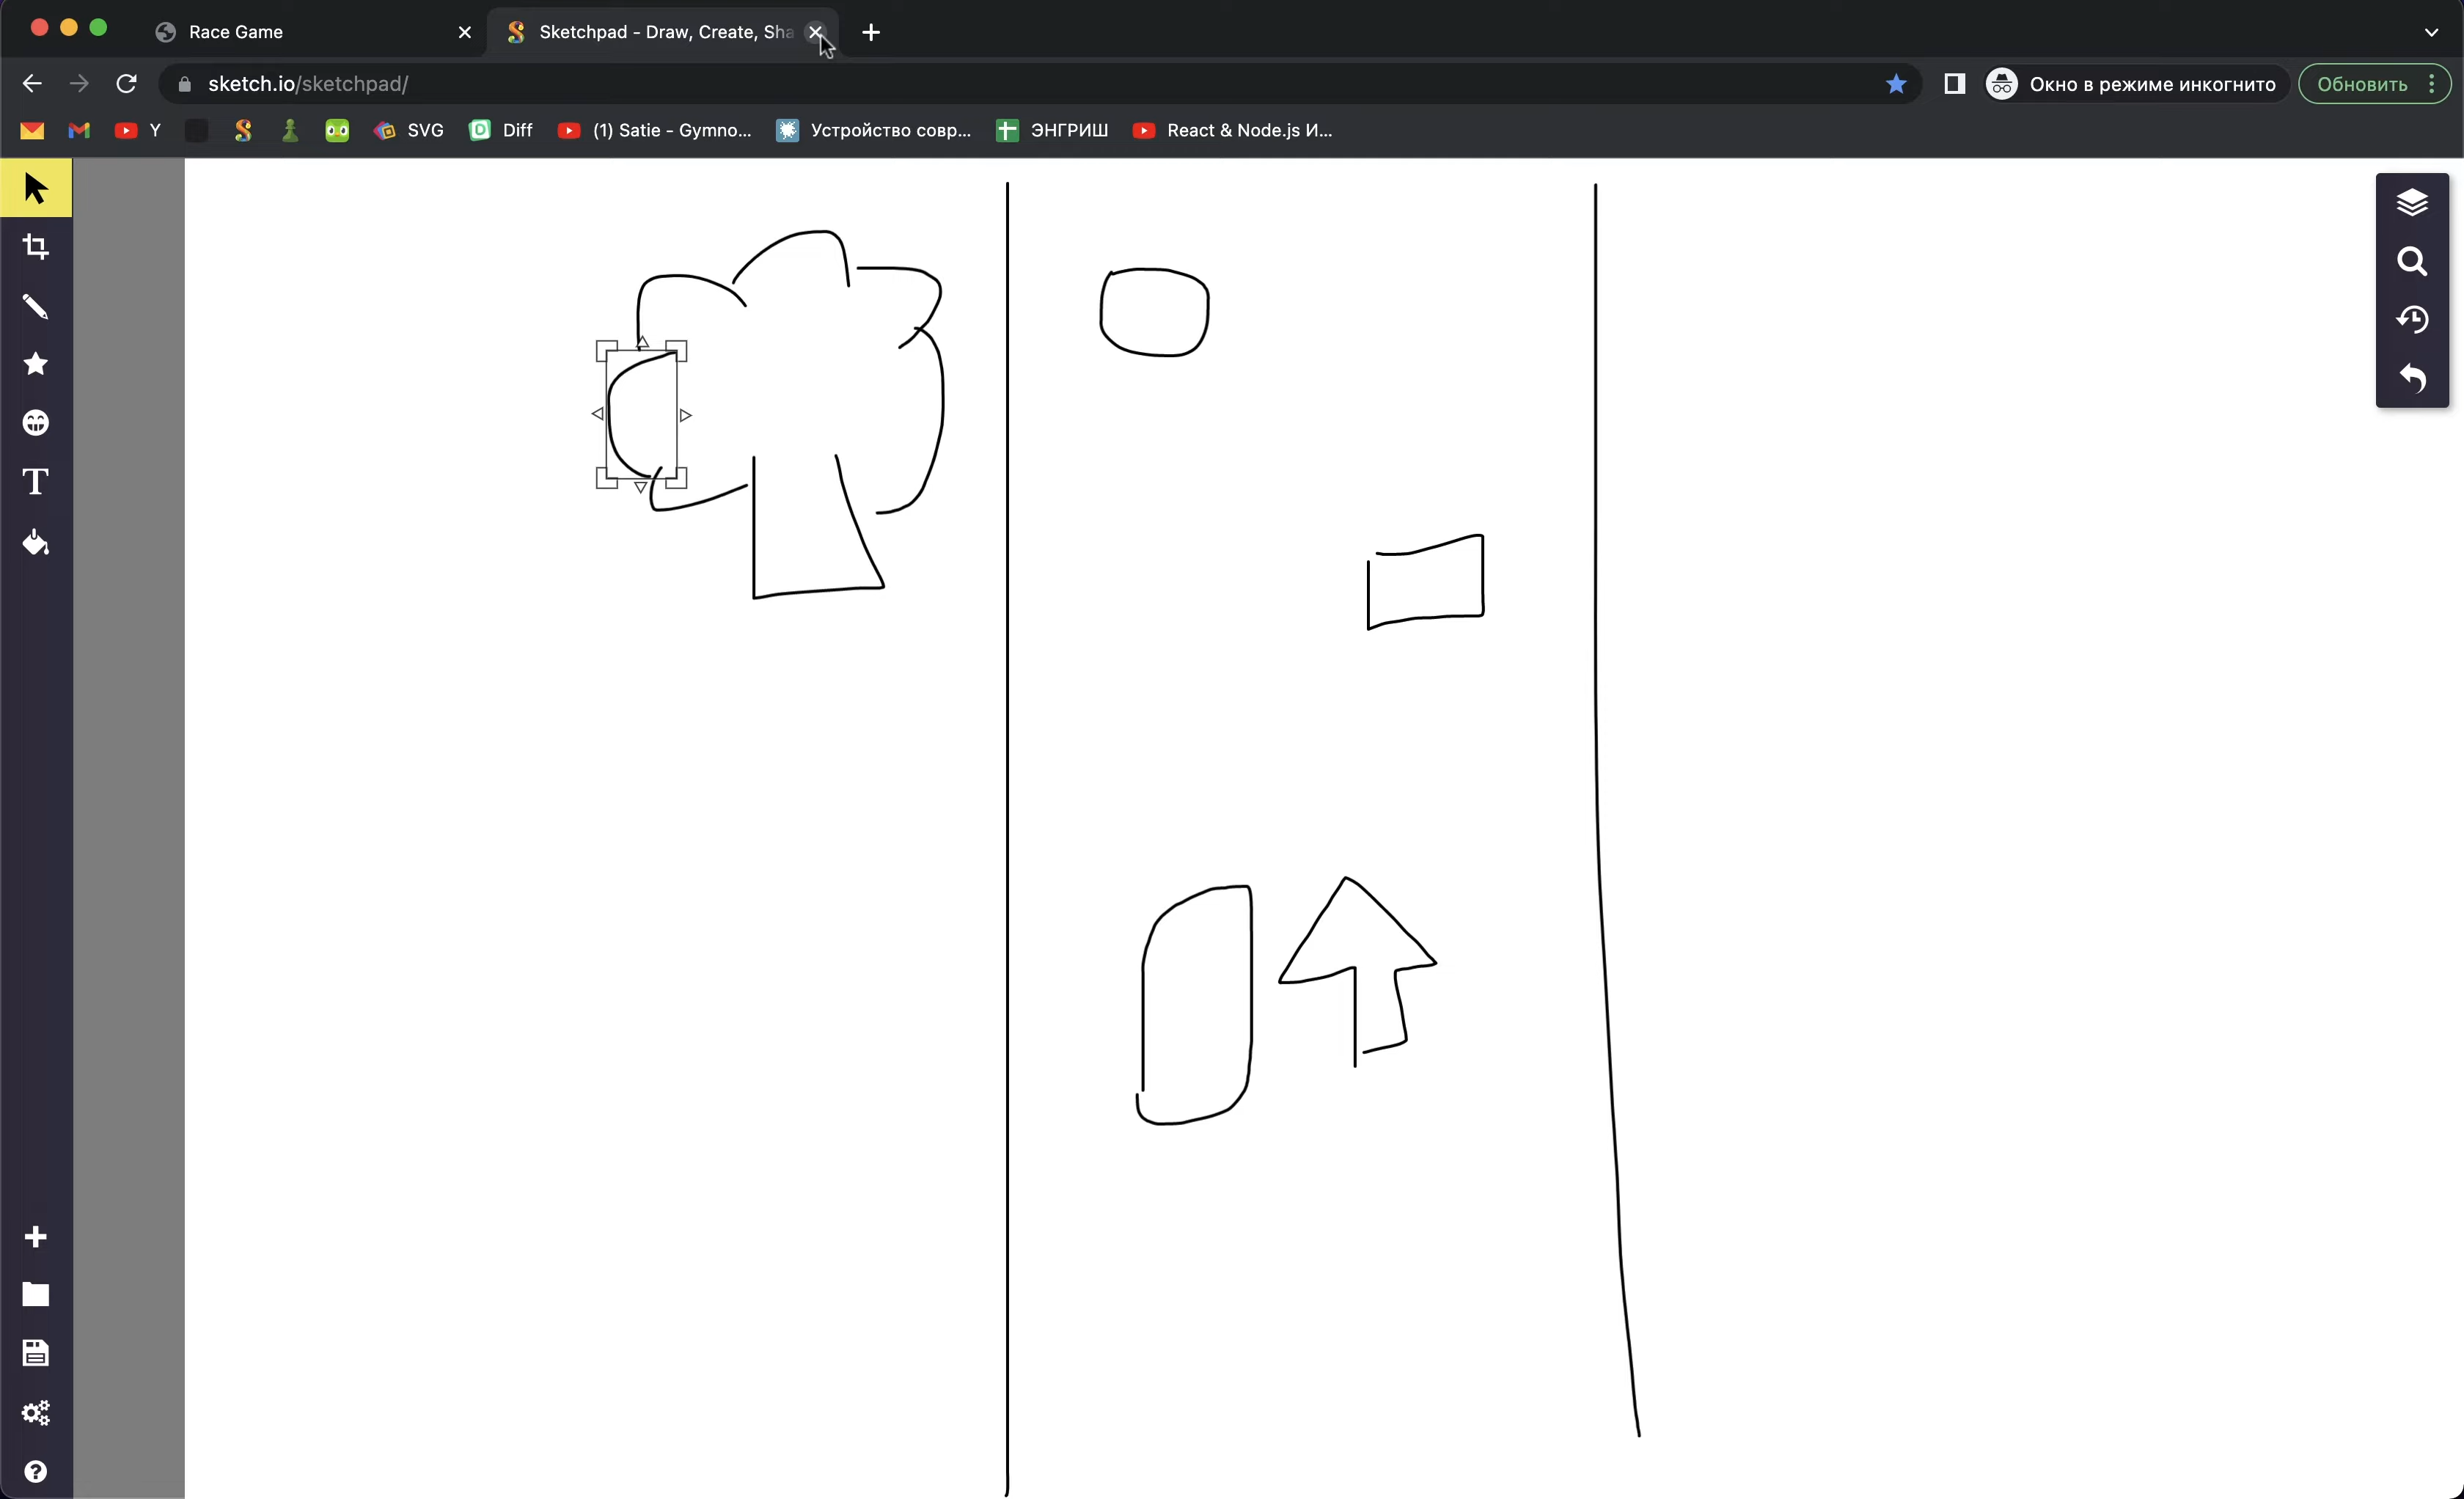 Race Game
Sketchpad - Draw, Create, Sha
sketch.io/sketchpad/
Окно в режиме инкогнито
Обновить
Y
SVG
Diff
(1) Satie - Gymno...
Устройство совр...
ЭНГРИШ
React & Node.js И...